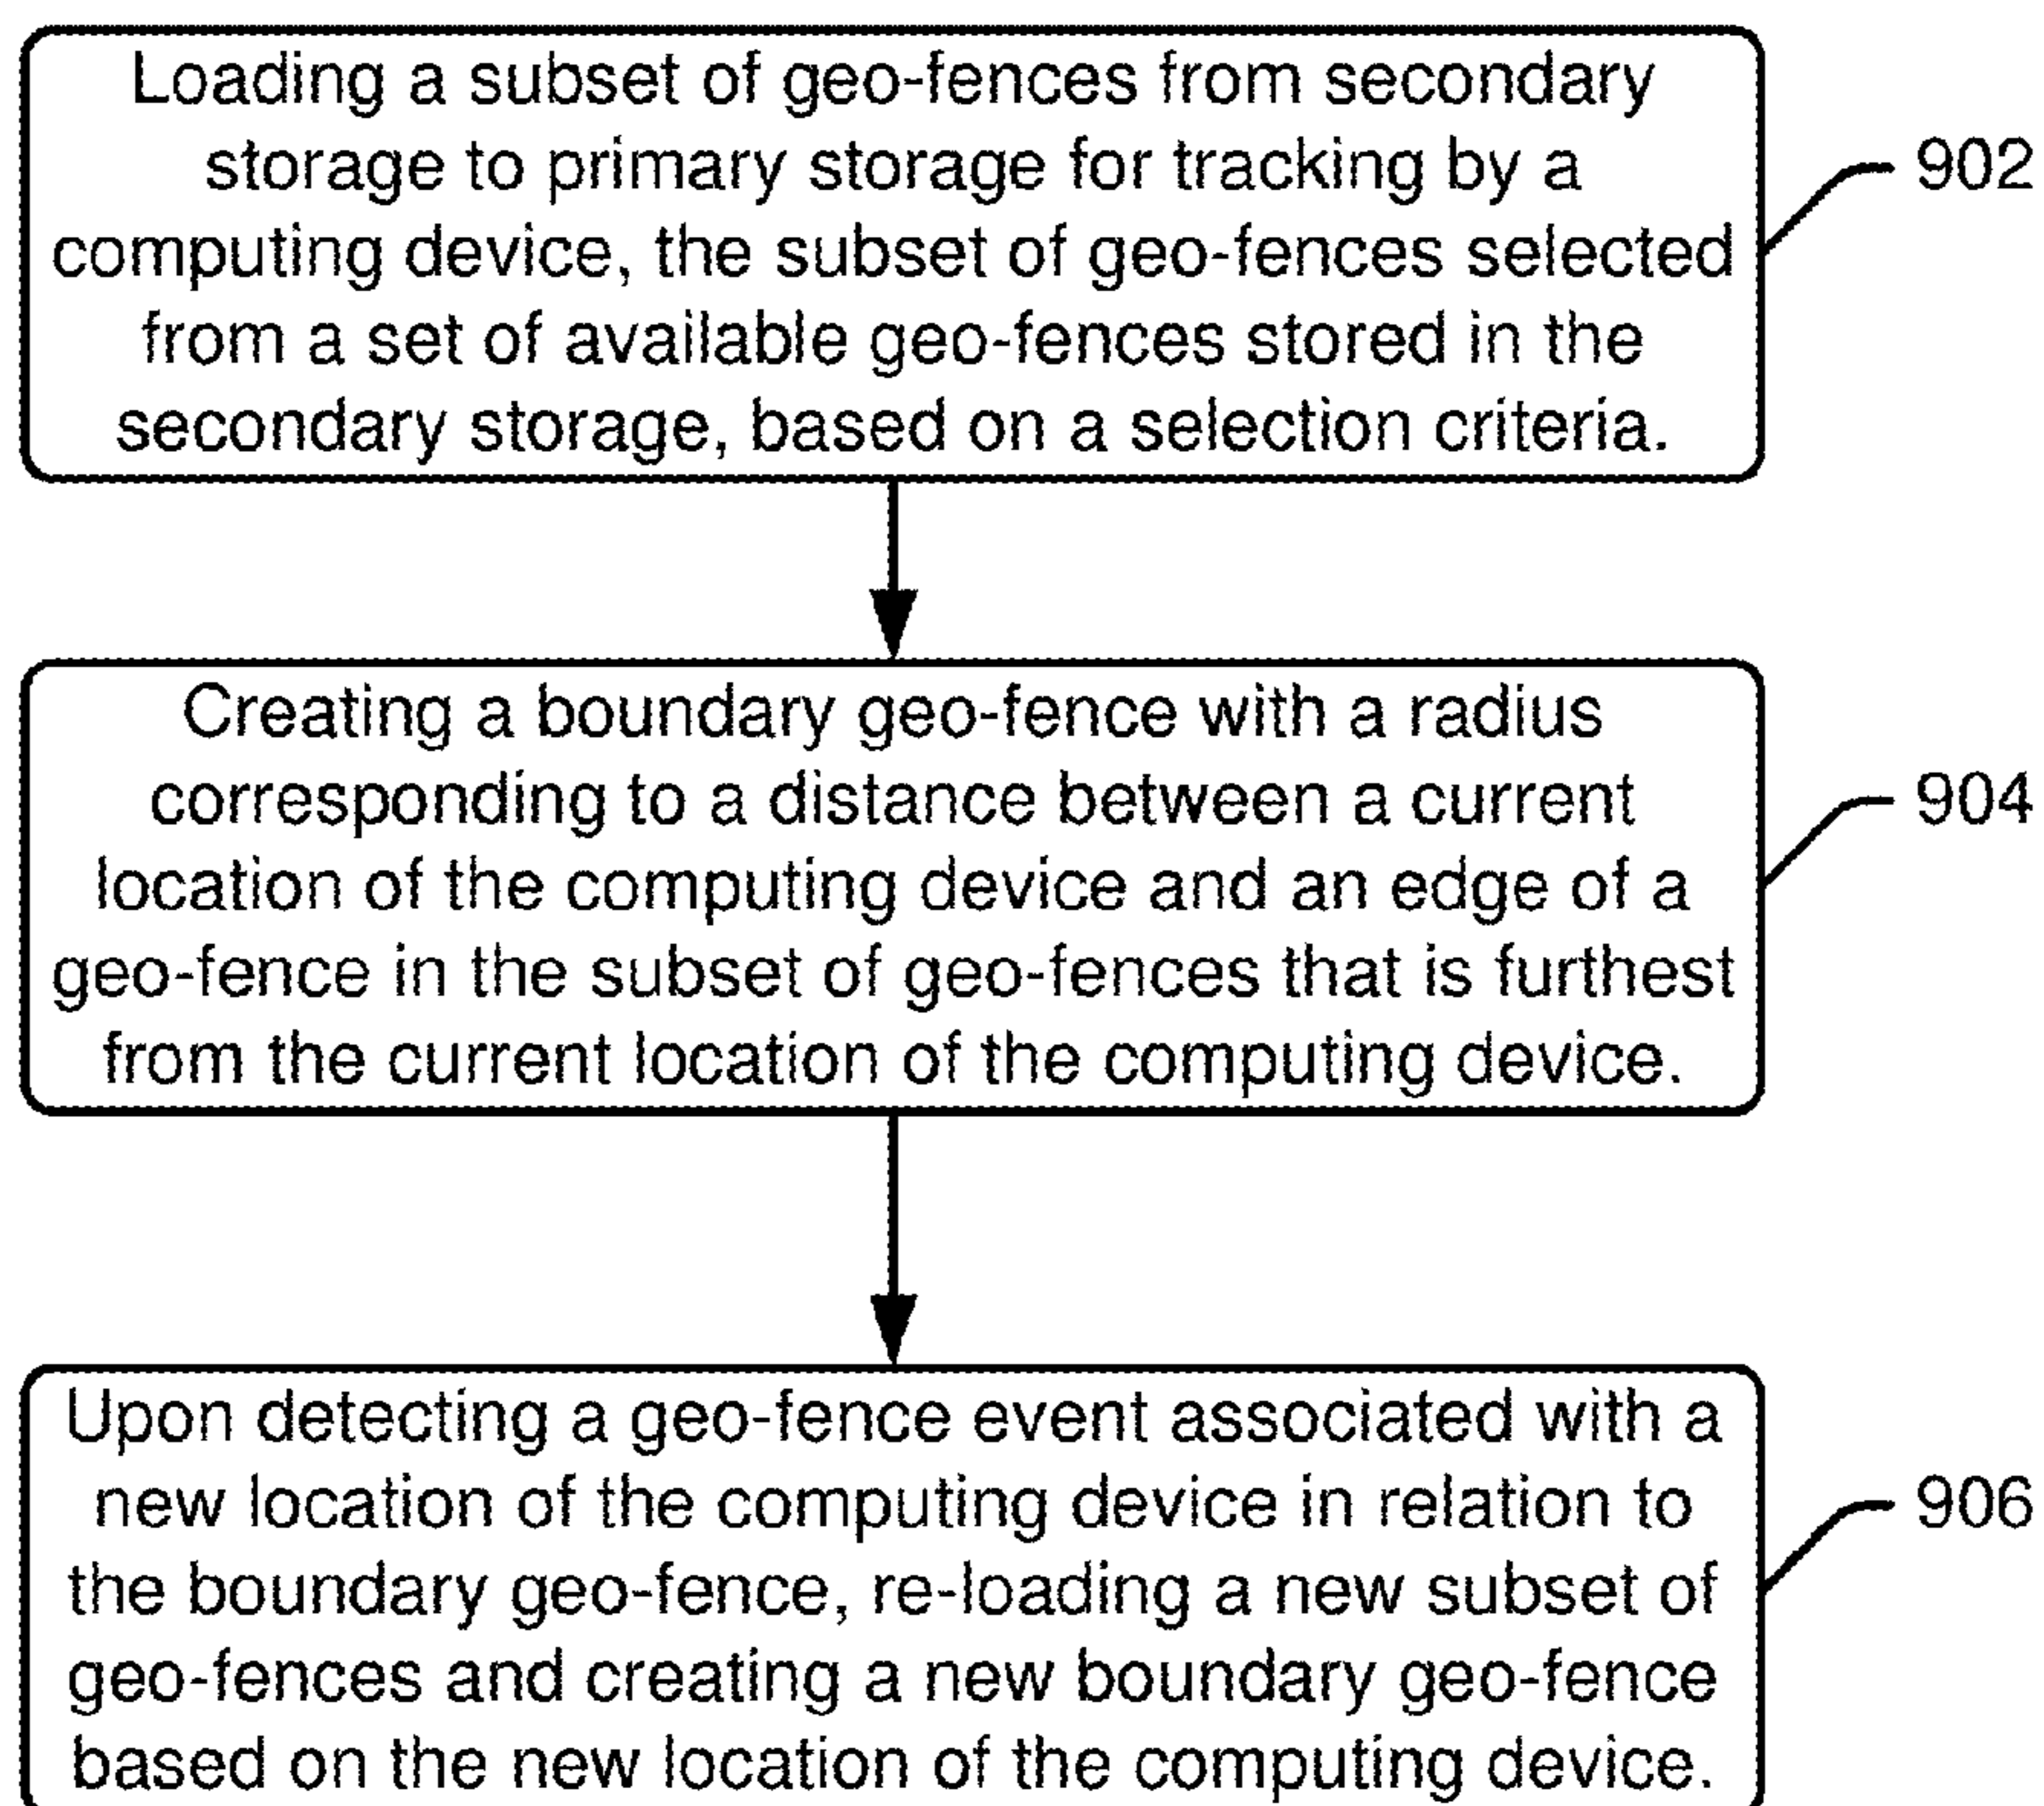 Loading a subset of geo-fences from secondary
storage to primary storage for tracking by a
computing device, the subset of geo-fences selected
from a set of available geo-fences stored in the
secondary storage, based on a selection criteria.
902
Creating a boundary geo-fence with a radius
corresponding to a distance between a current
location of the computing device and an edge of a
geo-fence in the subset of geo-fences that is furthest
from the current location of the computing device.
904
Upon detecting a geo-fence event associated with a
new location of the computing device in relation to
the boundary geo-fence, re-loading a new subset of
geo-fences and creating a new boundary geo-fence
based on the new location of the computing device.
906